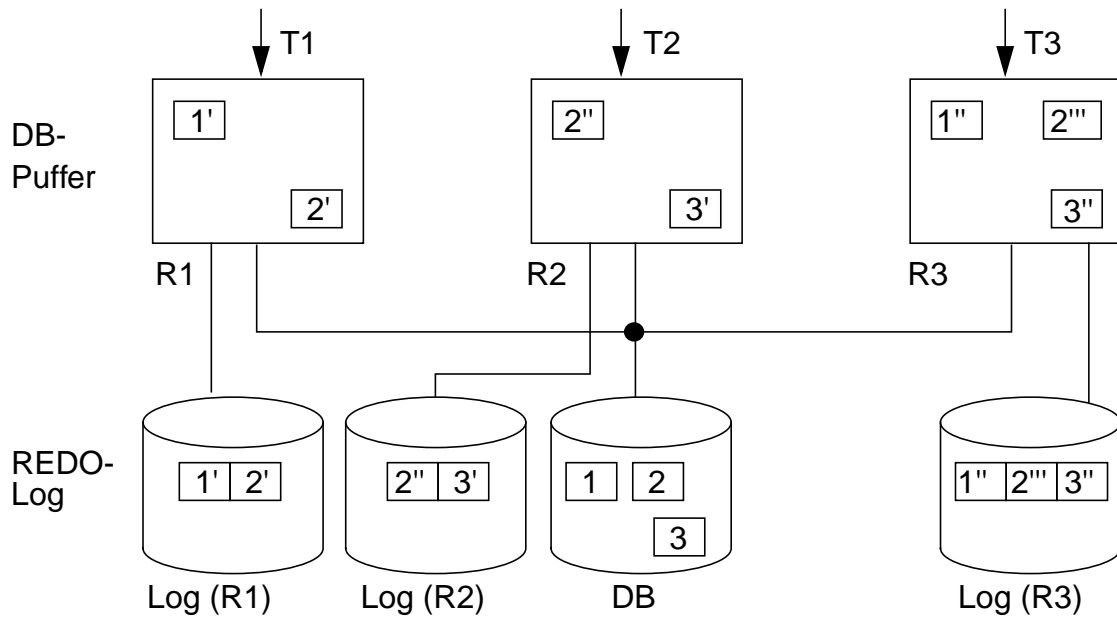 T1 T2 T3
DB-
Puffer
1' 2'' 1'' 2'''
2' 3' 3''
R1 R2 R3
REDO-
Log
1' 2' 2'' 3' 1 2 1'' 2''' 3''
3
Log (R1) Log (R2) DB Log (R3)